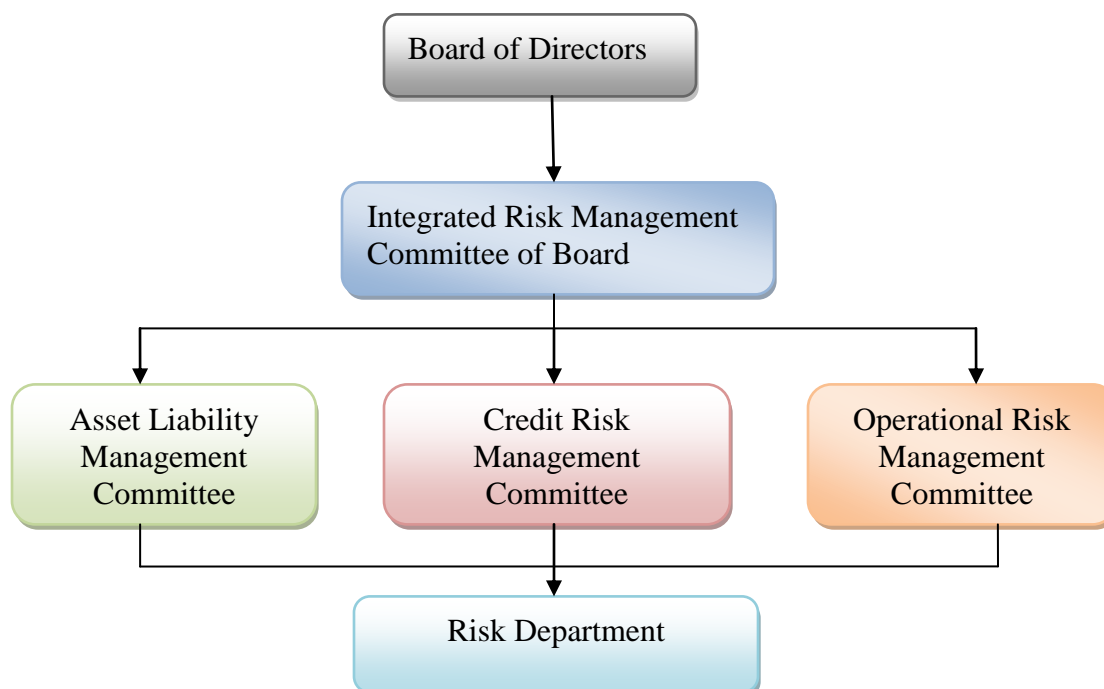 Board of Directors
Integrated Risk Management
Committee of Board
Asset Liability
Management
Committee
Credit Risk
Management
Committee
Operational Risk
Management
Committee
Risk Department